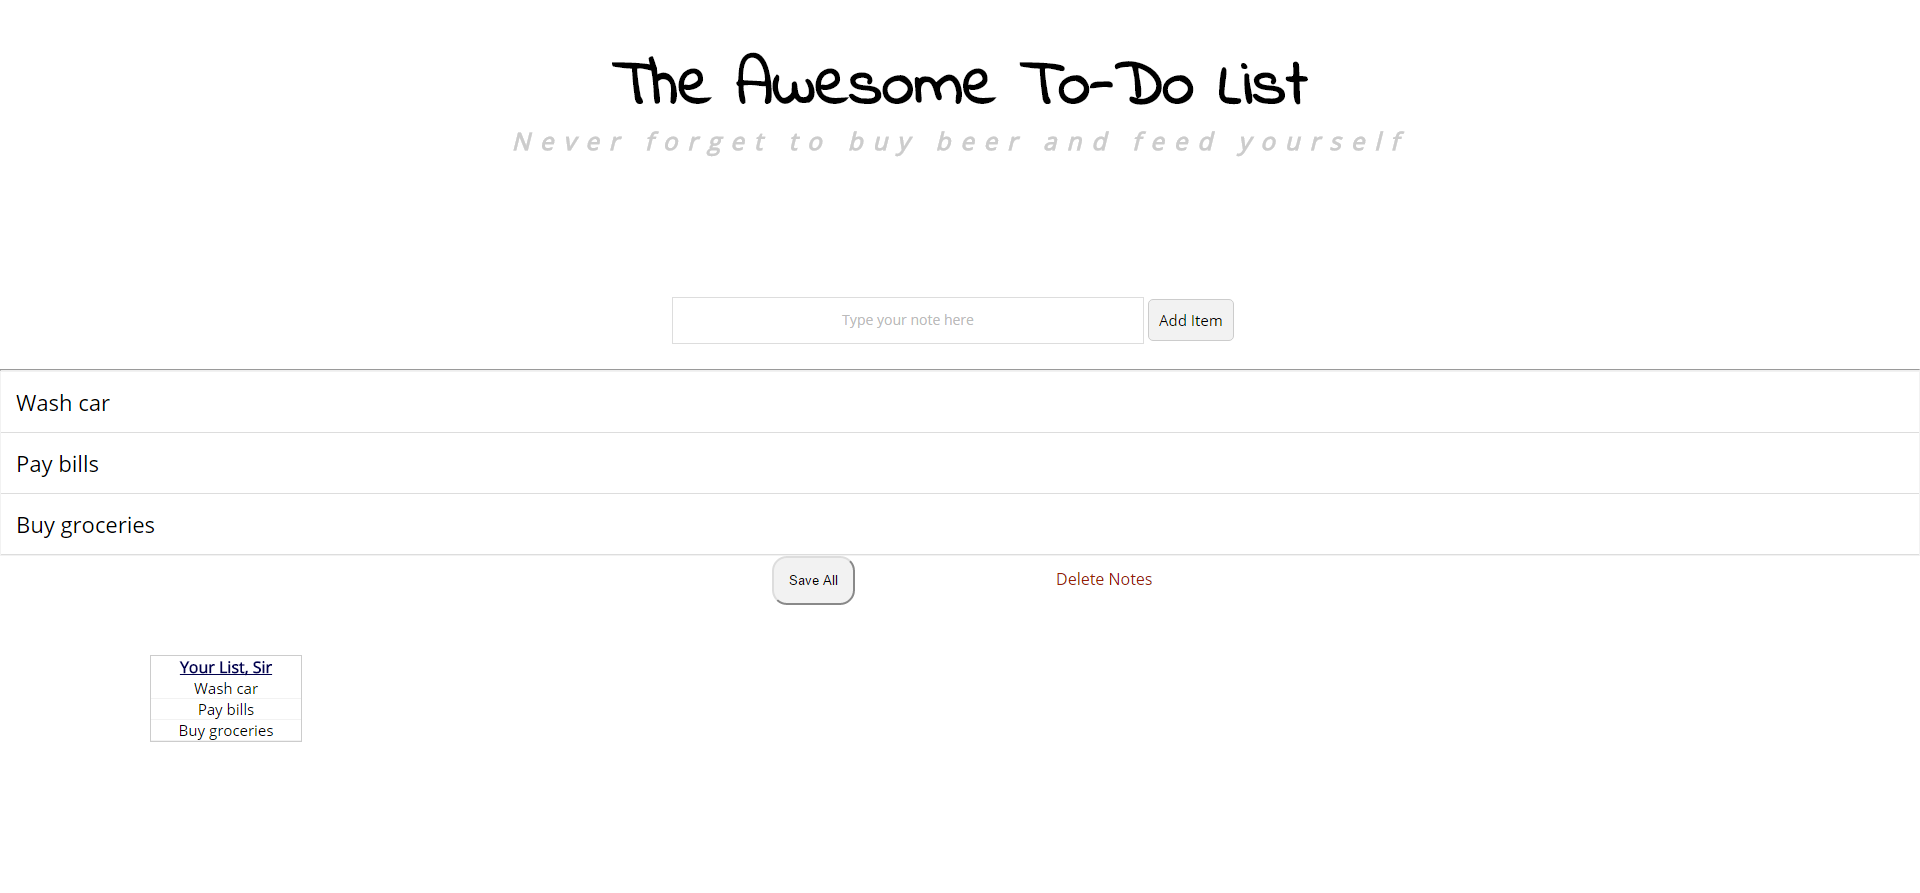 The Awesome To-Do List
Never forget to buy beer and feed yourself
Type your note here
Add Item
Wash car
Pay bills
Buy groceries
Save All
Delete Notes
Your List, Sir
Wash car
Pay bills
Buy groceries